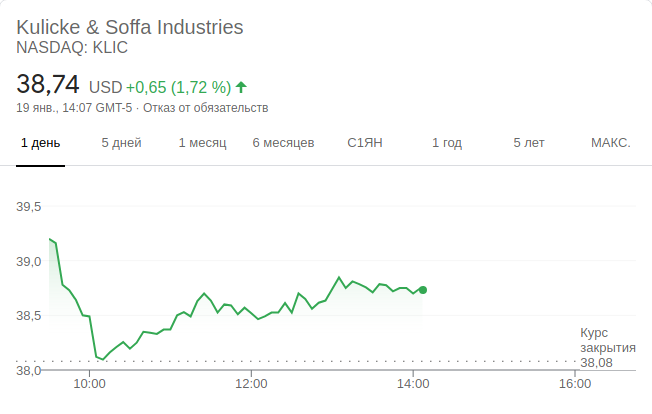 Kulicke & Soffa Industries
NASDAQ: KLIC
38,74 USD +0,65 (1,72 %)
19 янв., 14:07 GMT-5 · Отказ от обязательств
1 день 5 дней 1 месяц 6 месяцев С1ЯН 1 год 5 лет МАКС.
39,5
39,0
38,5
38,0
Курс
закрытия
38,08
10:00 12:00 14:00 16:00